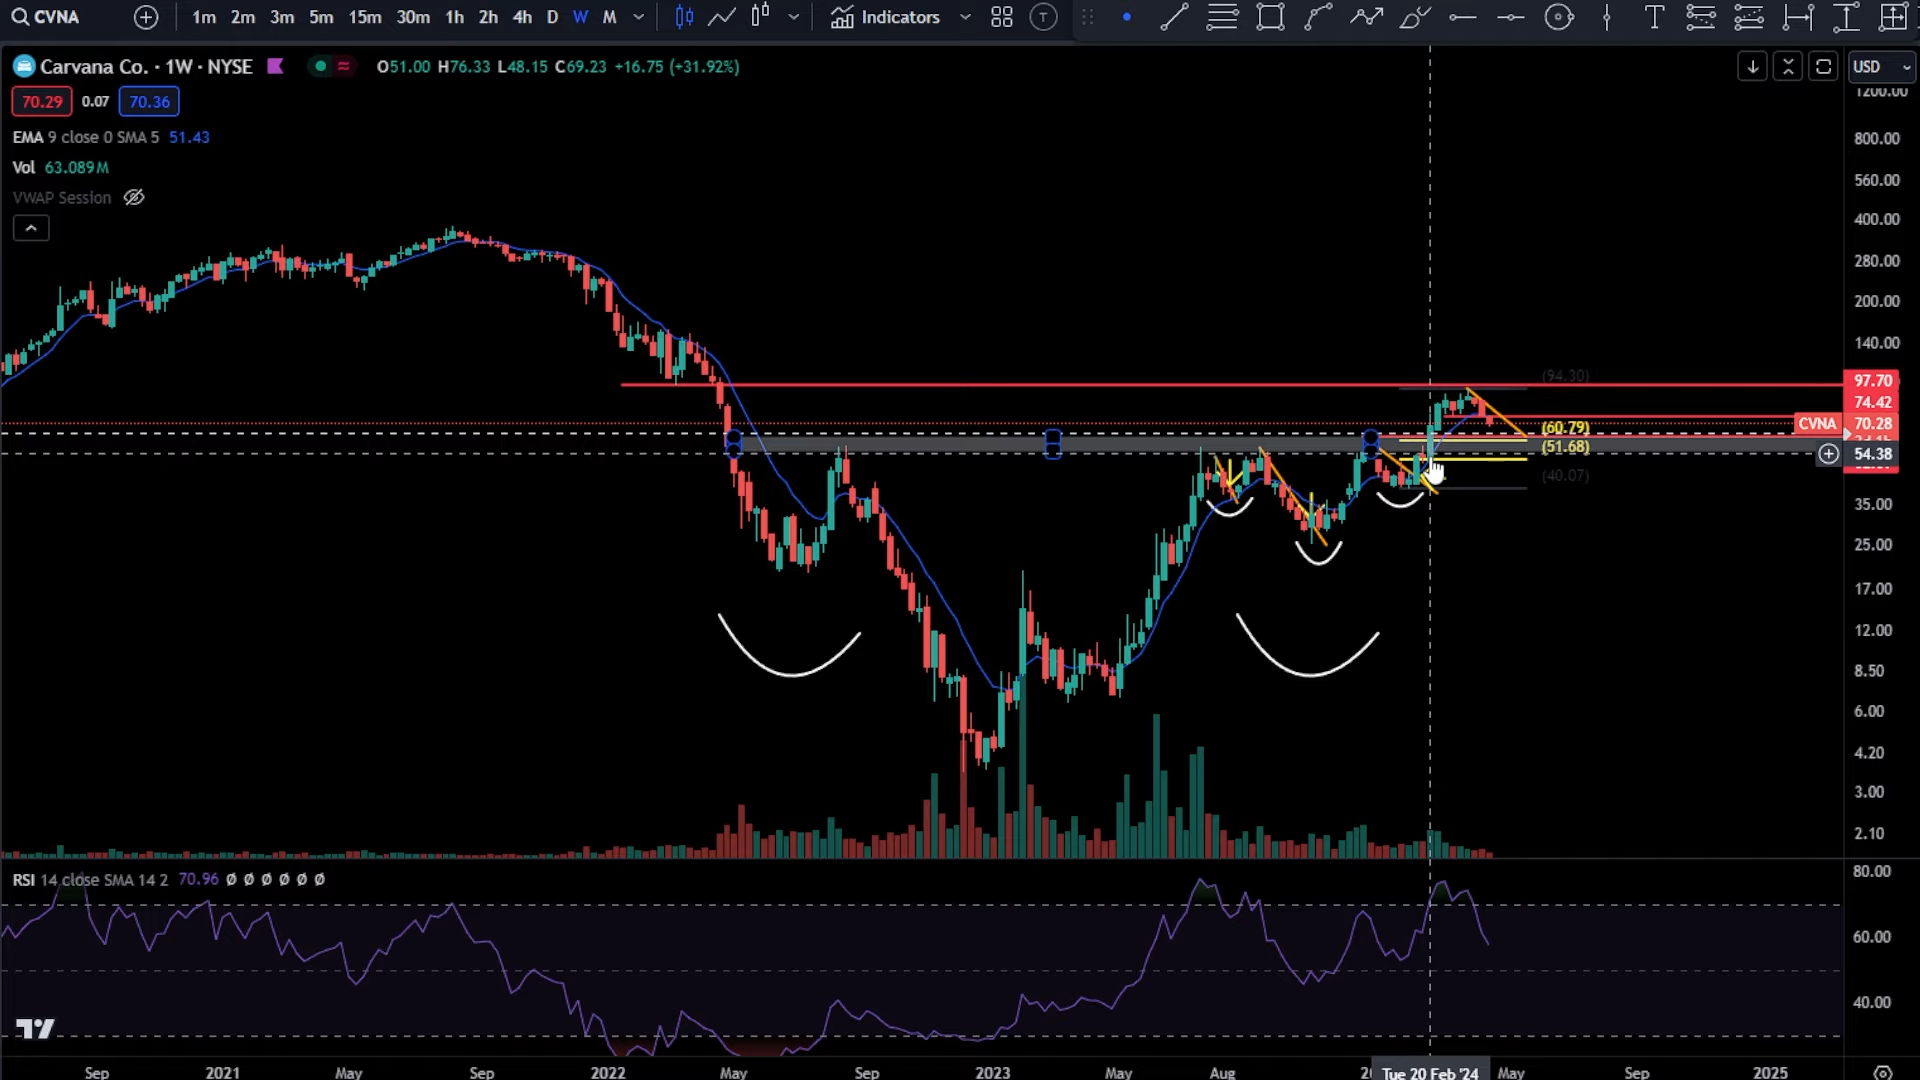 CVNA 1m 2m 3m 5m 15m 30m 1h 2h 4h D W M Indicators T T
Carvana Co. · 1W · NYSE O51.00 H76.33 L48.15 C69.23 +16.75 (+31.92%) USD
70.29 0.07 70.36
EMA 9 close 0 SMA 5 51.43
Vol 63.089M
VWAP Session
1200.00
800.00
560.00
400.00
280.00
200.00
140.00
(94.30) 97.70
74.42
CVNA 70.28
(60.79)
(51.68) 54.38
(40.07)
35.00
25.00
17.00
12.00
8.50
6.00
4.20
3.00
2.10
RSI 14 close SMA 14 2 70.96 Ø Ø Ø Ø Ø Ø 80.00
60.00
40.00
Sep 2021 May Sep 2022 May Sep 2023 May Aug Tue 20 Feb '24 May Sep 2025